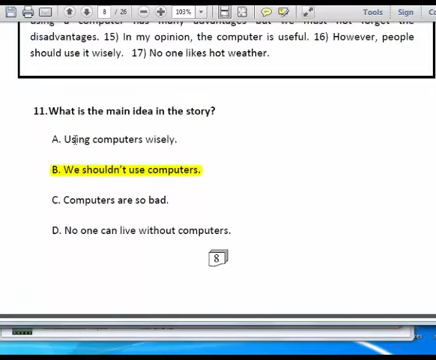 8 / 26
103%
Tools
Sign
Comment
using a computer has many advantages but we must not forget the
disadvantages. 15) In my opinion, the computer is useful. 16) However, people
should use it wisely. 17) No one likes hot weather.
11.What is the main idea in the story?
A. Using computers wisely.
B. We shouldn't use computers.
C. Computers are so bad.
D. No one can live without computers.
8